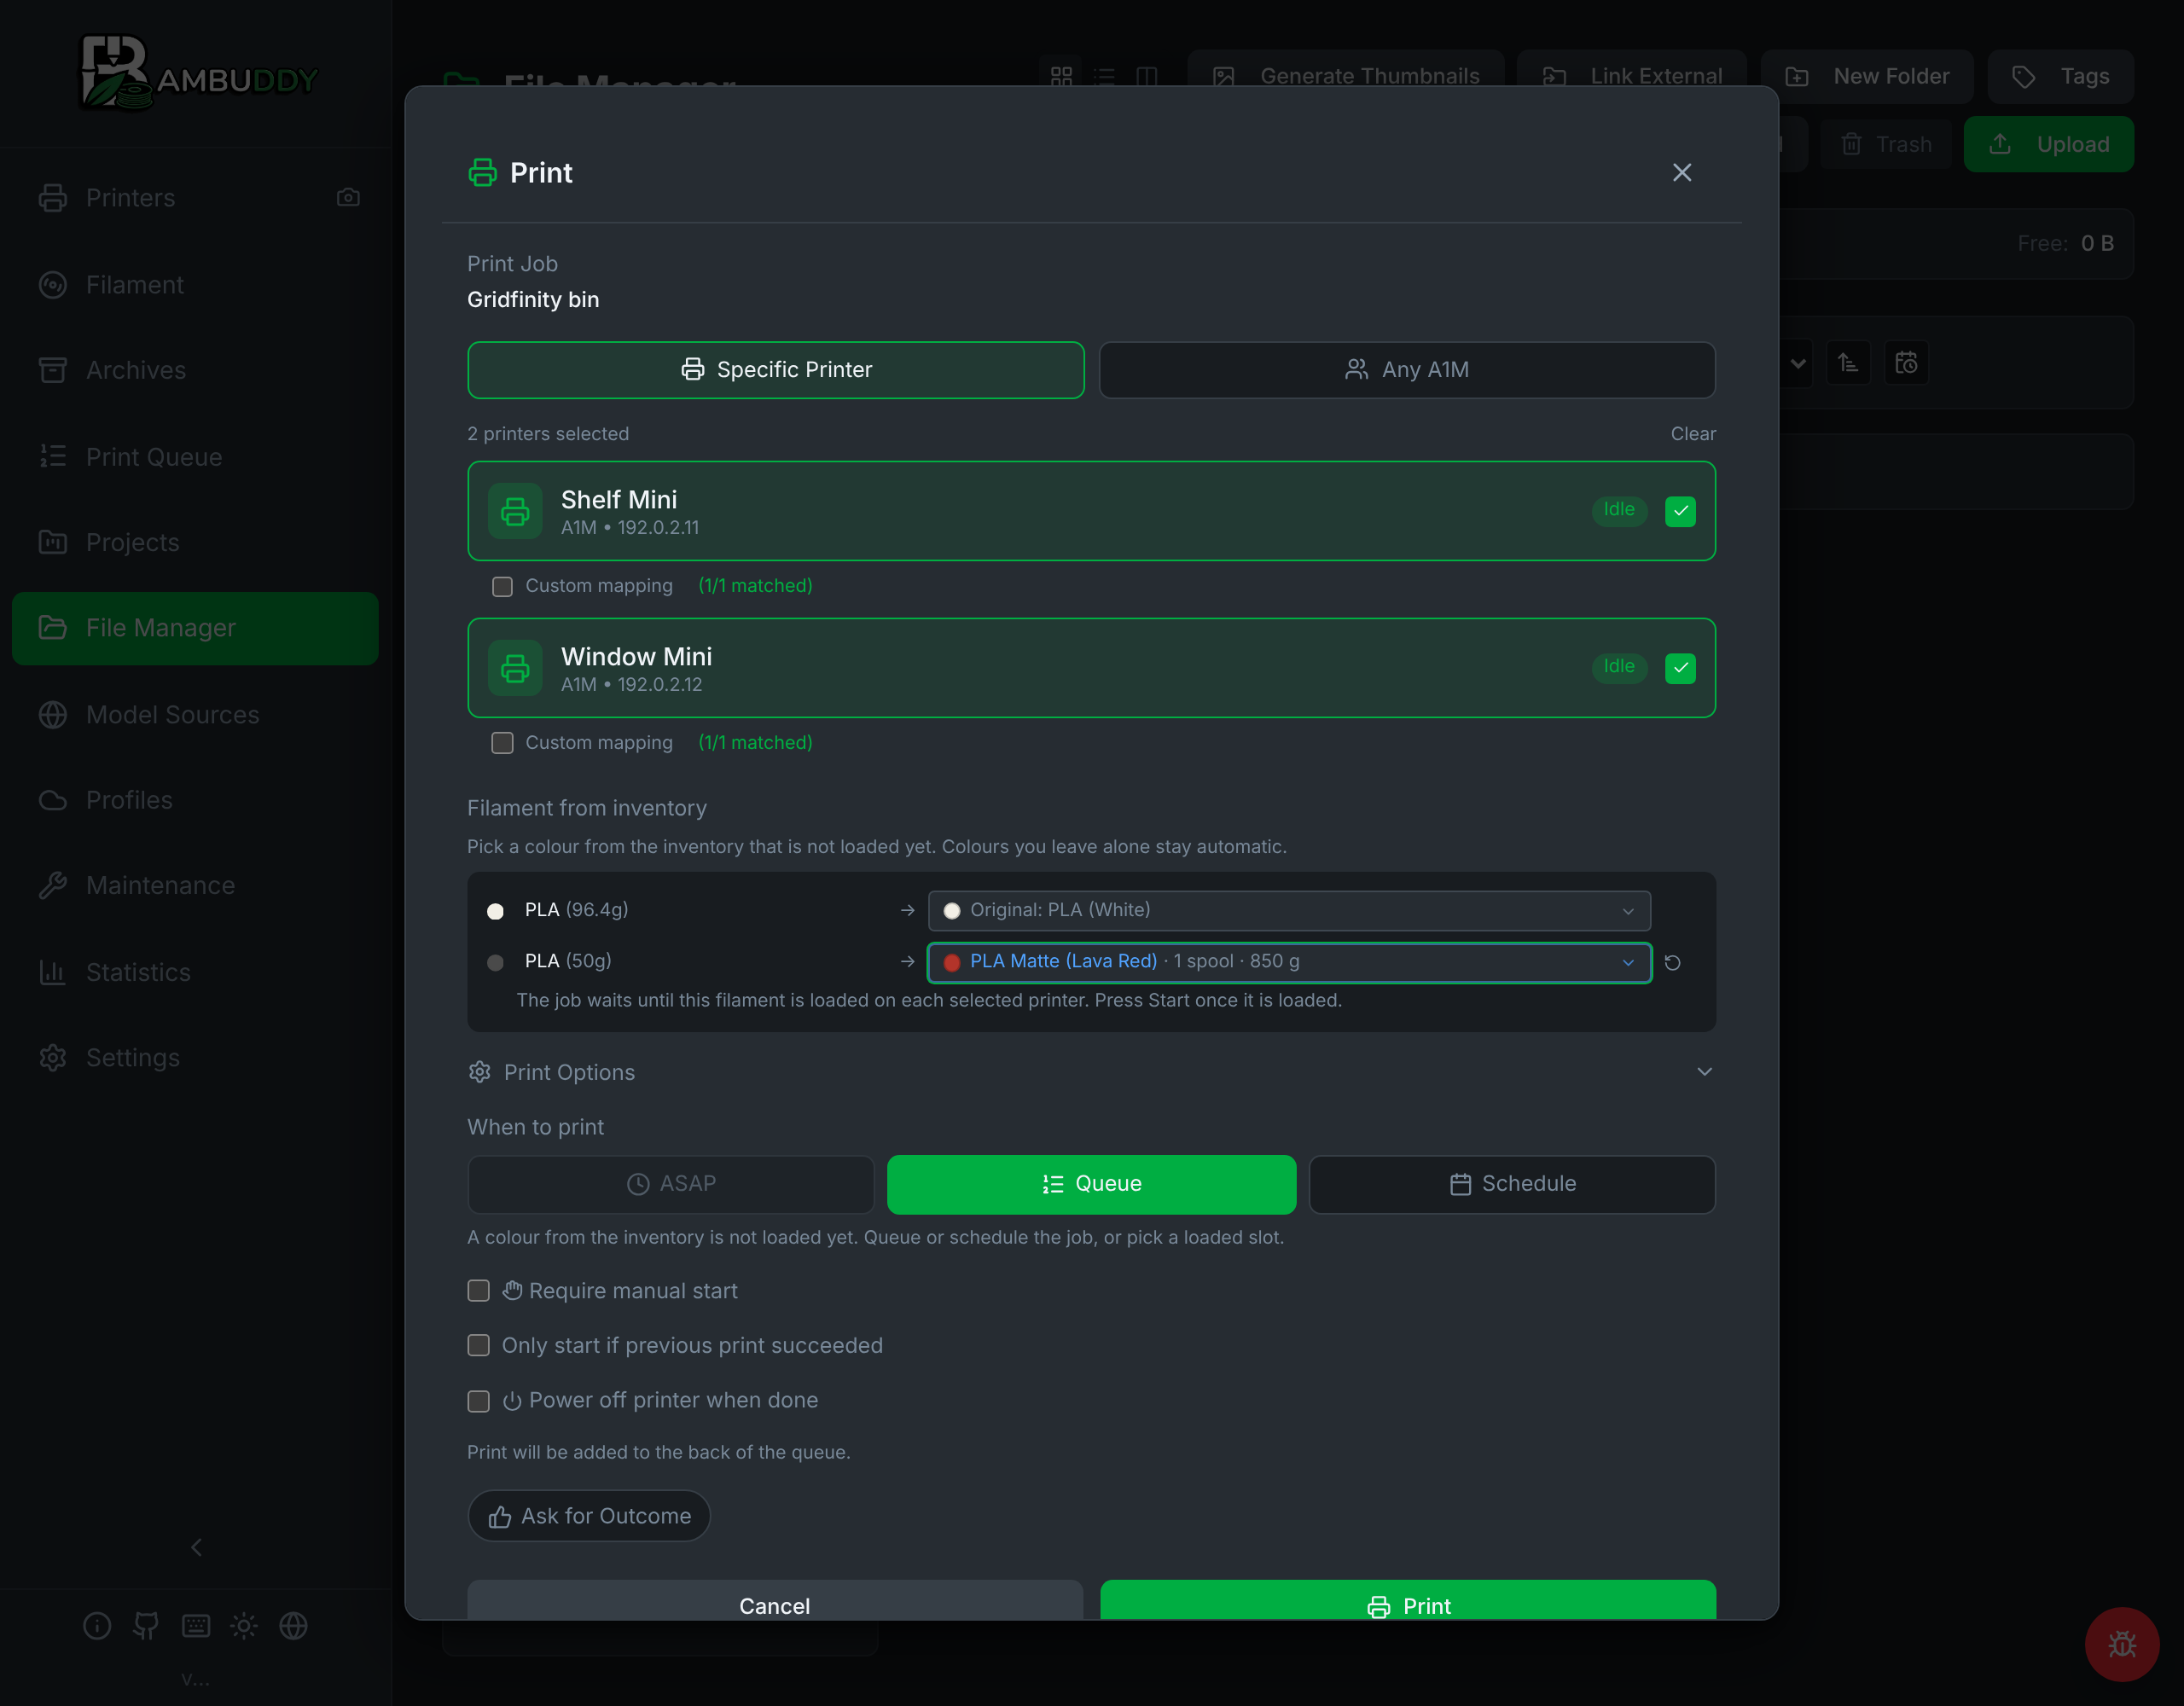 AMBUDDY
Printers
Filament
Archives
Print Queue
Projects
File Manager
Model Sources
Profiles
Maintenance
Statistics
Settings
V...
File Manager
Generate Thumbnails
Link External
New Folder
Tags
Trash
Upload
Free: 0 B
Print
Print Job
Gridfinity bin
Specific Printer
Any A1M
2 printers selected
Clear
Shelf Mini
A1M • 192.0.2.11
Idle
Custom mapping (1/1 matched)
Window Mini
A1M • 192.0.2.12
Idle
Custom mapping (1/1 matched)
Filament from inventory
Pick a colour from the inventory that is not loaded yet. Colours you leave alone stay automatic.
PLA (96.4g) → Original: PLA (White)
PLA (50g) → PLA Matte (Lava Red) · 1 spool · 850 g
The job waits until this filament is loaded on each selected printer. Press Start once it is loaded.
Print Options
When to print
ASAP
Queue
Schedule
A colour from the inventory is not loaded yet. Queue or schedule the job, or pick a loaded slot.
Require manual start
Only start if previous print succeeded
Power off printer when done
Print will be added to the back of the queue.
Ask for Outcome
Cancel
Print